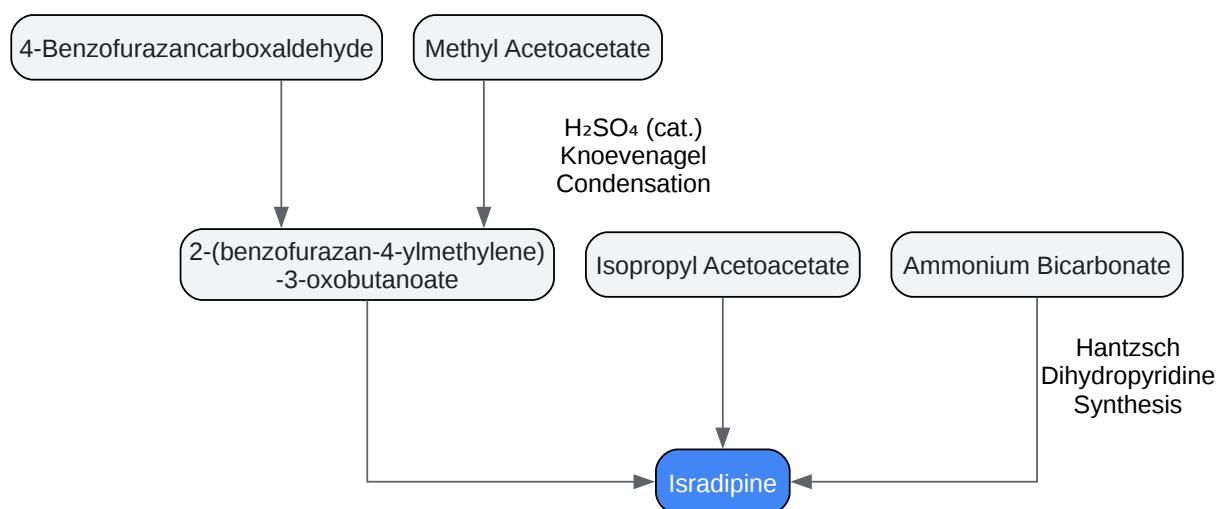 4-Benzofurazancarboxaldehyde
Methyl Acetoacetate
H₂SO₄ (cat.)
Knoevenagel
Condensation
2-(benzofurazan-4-ylmethylene)
-3-oxobutanoate
Isopropyl Acetoacetate
Ammonium Bicarbonate
Hantzsch
Dihydropyridine
Synthesis
Isradipine